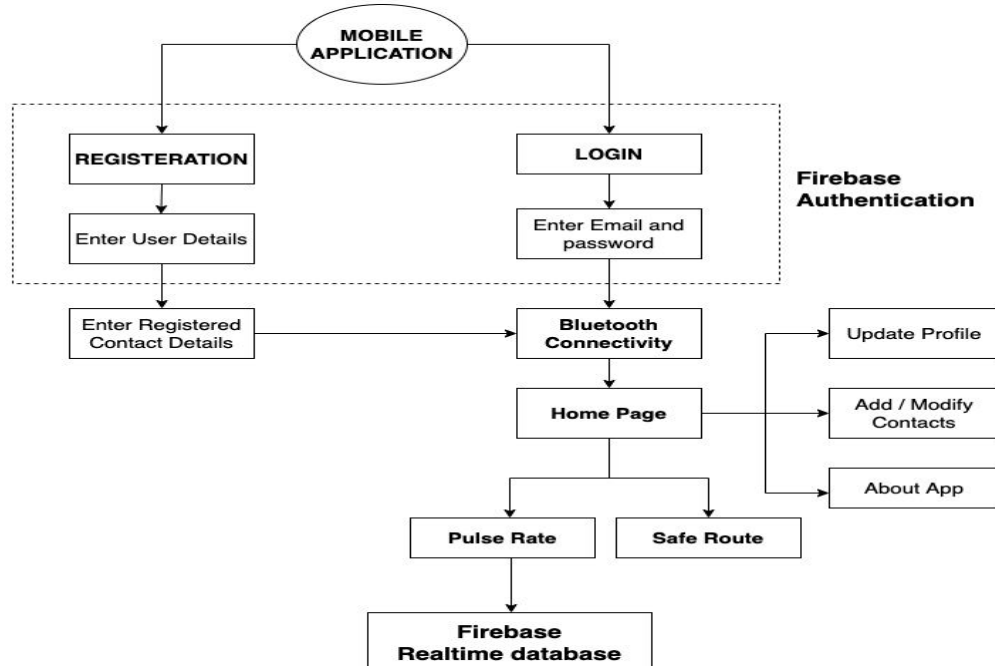 MOBILE
APPLICATION
REGISTERATION
LOGIN
Firebase
Authentication
Enter User Details
Enter Email and
password
Enter Registered
Contact Details
Bluetooth
Connectivity
Update Profile
Home Page
Add / Modify
Contacts
About App
Pulse Rate
Safe Route
Firebase
Realtime database